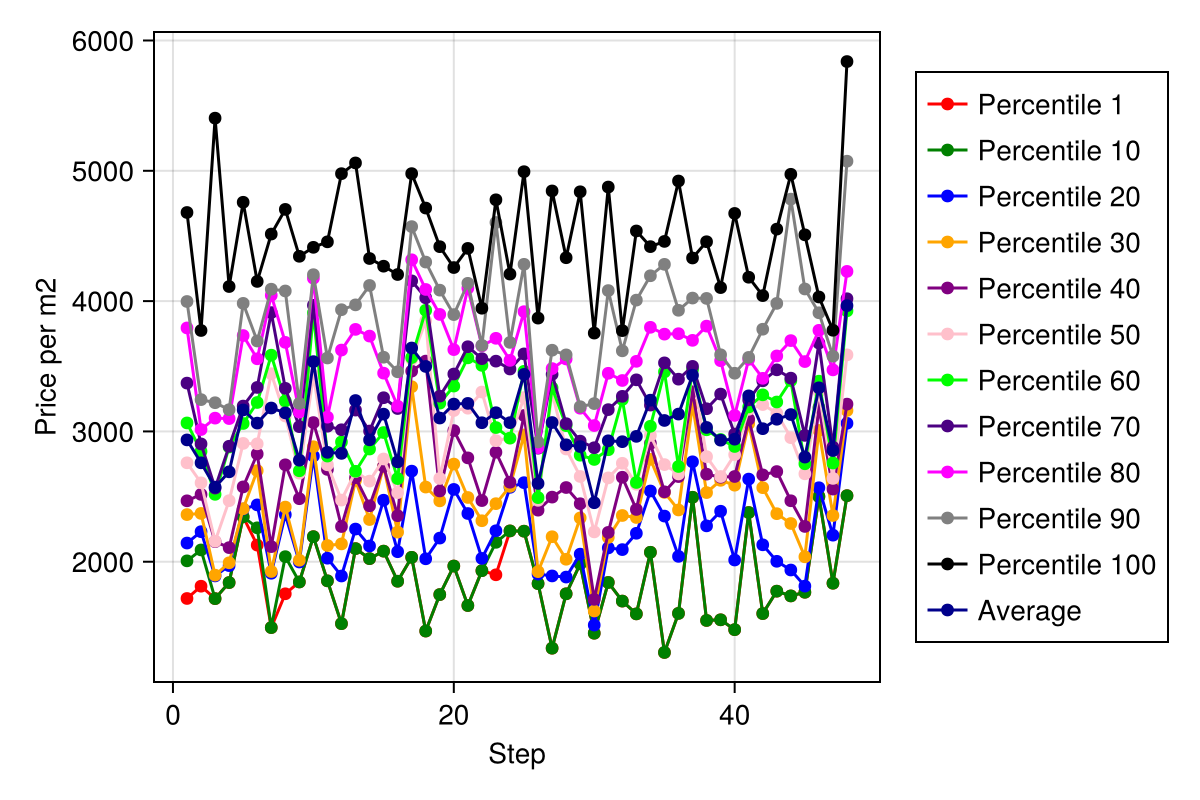 6000
5000
4000
3000
2000
Price per m2
0
20
40
Step
Percentile 1
Percentile 10
Percentile 20
Percentile 30
Percentile 40
Percentile 50
Percentile 60
Percentile 70
Percentile 80
Percentile 90
Percentile 100
Average